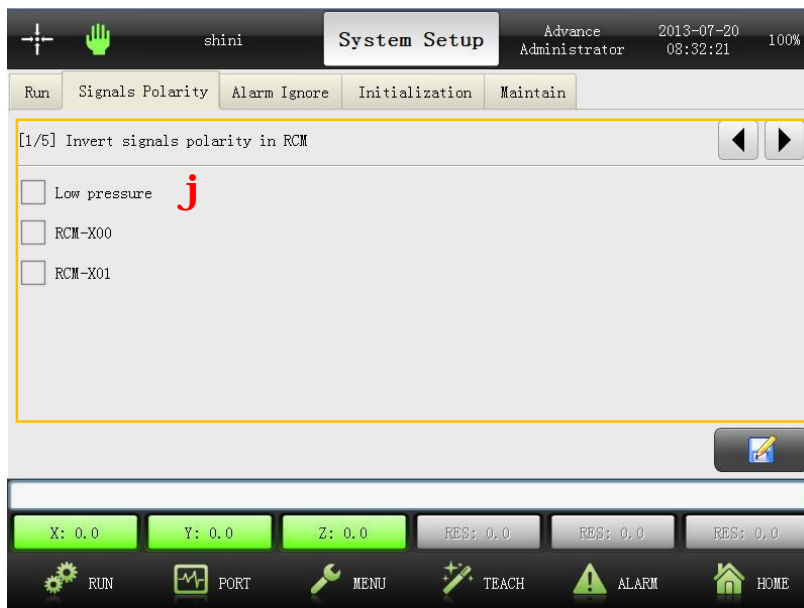 shini System Setup Advance Administrator 2013-07-20 08:32:21 100%
Run Signals Polarity Alarm Ignore Initialization Maintain
[1/5] Invert signals polarity in RCM
Low pressure j
RCM-X00
RCM-X01
X: 0.0 Y: 0.0 Z: 0.0 RES: 0.0 RES: 0.0 RES: 0.0
RUN PORT MENU TEACH ALARM HOME